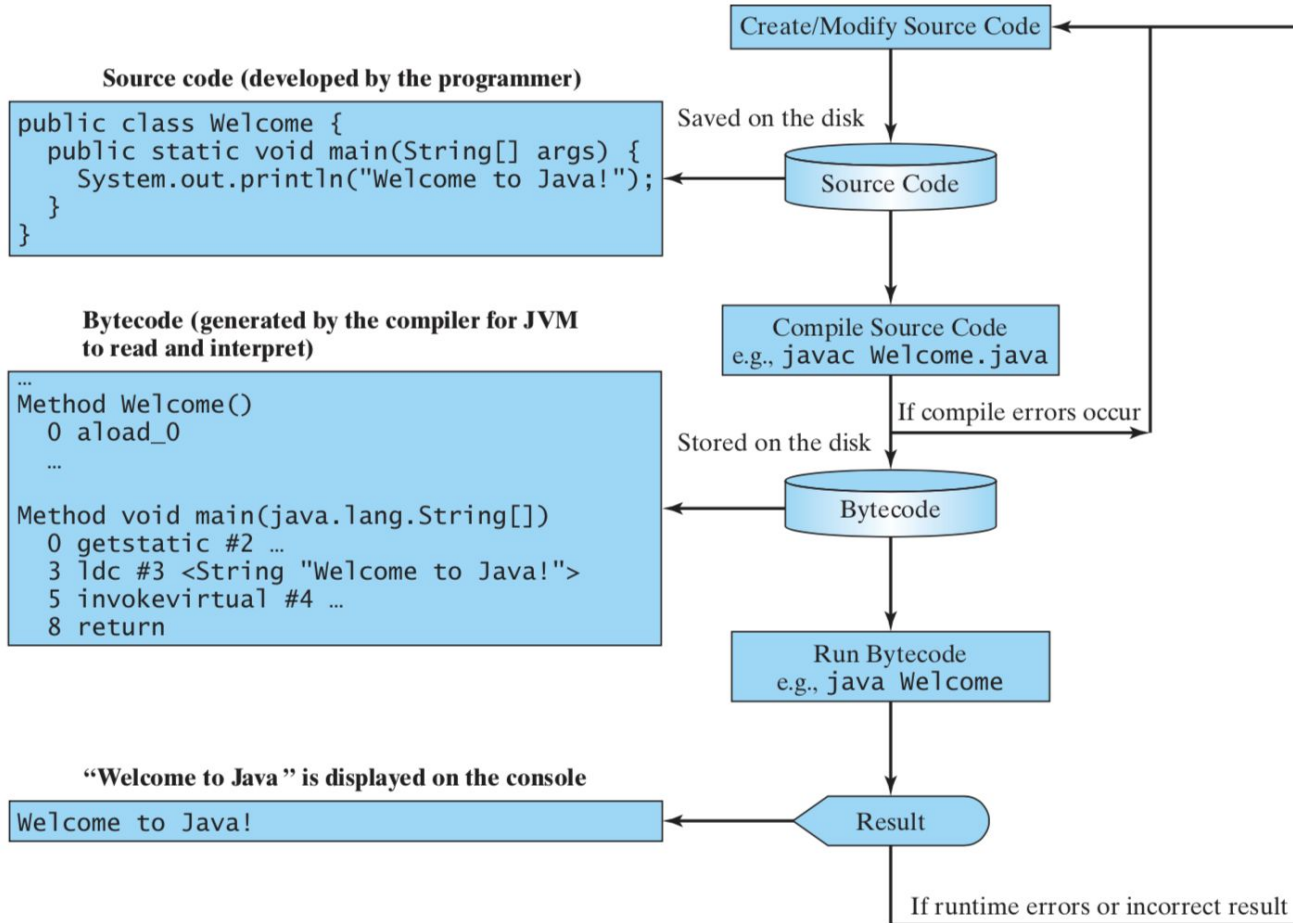 Create/Modify Source Code
Source code (developed by the programmer)
public class Welcome {
  public static void main(String[] args) {
    System.out.println("Welcome to Java!");
  }
}
Saved on the disk
Source Code
Compile Source Code
e.g., javac Welcome.java
If compile errors occur
Bytecode (generated by the compiler for JVM
to read and interpret)
…
Method Welcome()
  0 aload_0
  …
Method void main(java.lang.String[])
  0 getstatic #2 …
  3 ldc #3 <String "Welcome to Java!">
  5 invokevirtual #4 …
  8 return
Stored on the disk
Bytecode
Run Bytecode
e.g., java Welcome
“Welcome to Java” is displayed on the console
Welcome to Java!
Result
If runtime errors or incorrect result